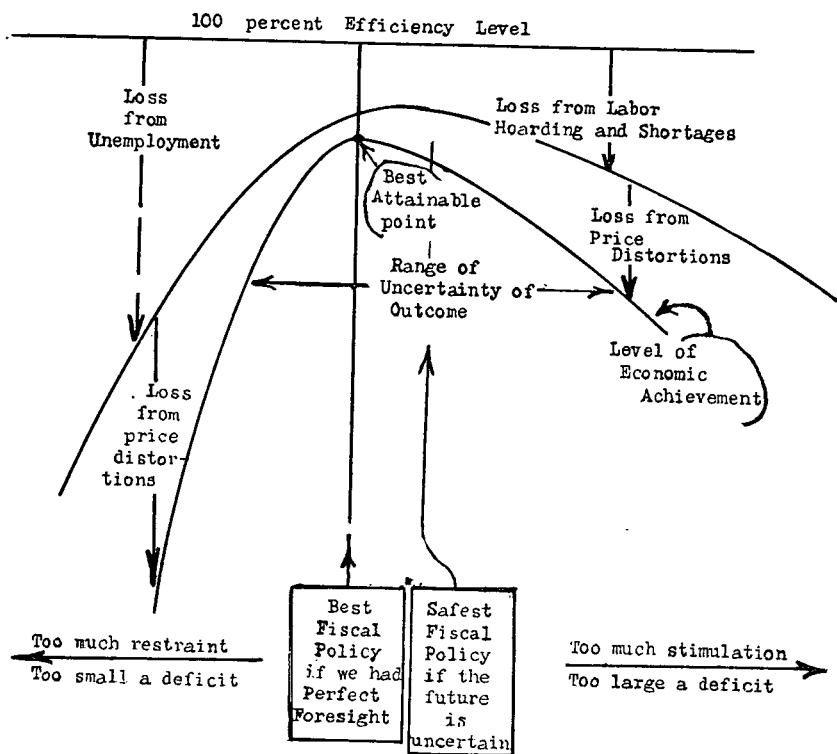 100 percent Efficiency Level
Loss
from
Unemployment
Loss from Labor
Hoarding and Shortages
Best
Attainable
point
Loss from
Price
Distortions
Range of
Uncertainty of
Outcome
Level of
Economic
Achievement
Loss
from
price
distor-
tions
Best
Fiscal
Policy
if we had
Perfect
Foresight
Safest
Fiscal
Policy
if the
future
is
uncertain
Too much restraint
Too small a deficit
Too much stimulation
Too large a deficit